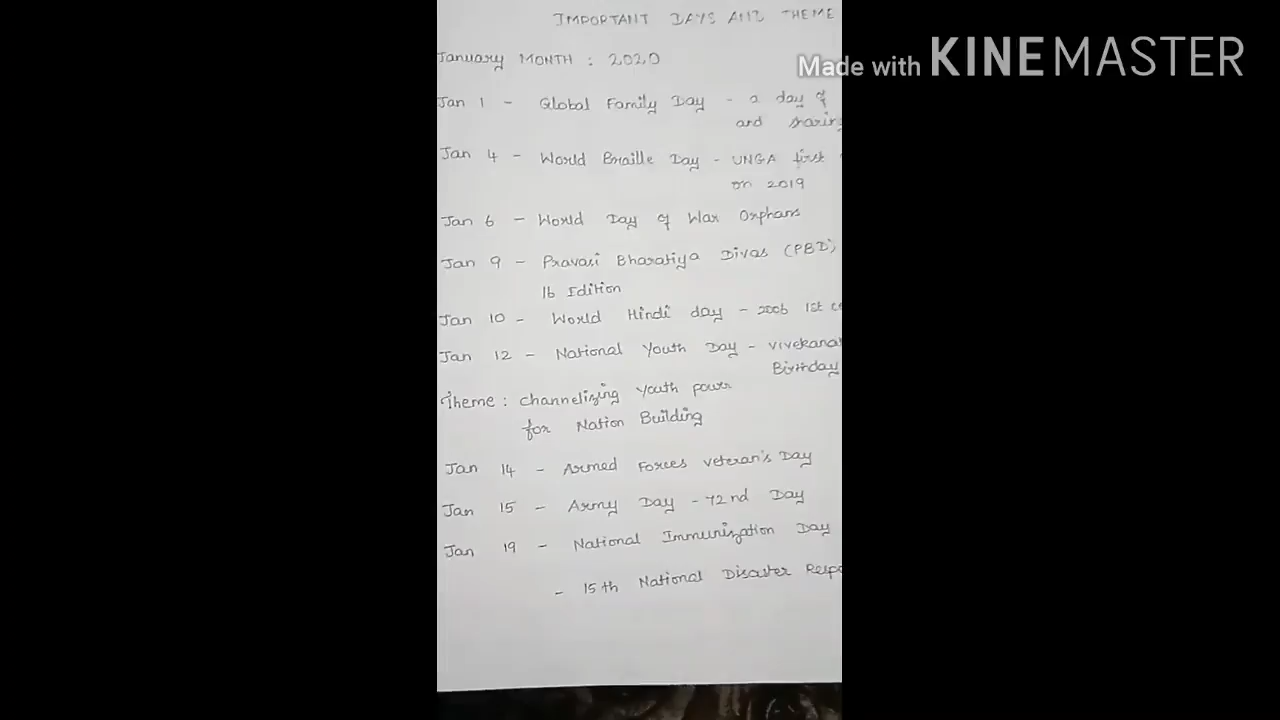 IMPORTANT DAYS AND THEME
Made with KINEMASTER
January MONTH : 2020
Jan 1 - Global Family Day - a day of
and sharing
Jan 4 - World Braille Day - UNGA first
on 2019
Jan 6 - World Day of War Orphans
Jan 9 - Pravasi Bharatiya Divas (PBD)
16 Edition
Jan 10 - World Hindi day - 2006 1st
Jan 12 - National Youth Day -
Birthday
Theme : Channelizing Youth power
for Nation Building
Jan 14 - Armed Forces Veteran's Day
Jan 15 - Army Day - 72nd Day
Jan 19 - National Immunization Day
- 15th National Disaster